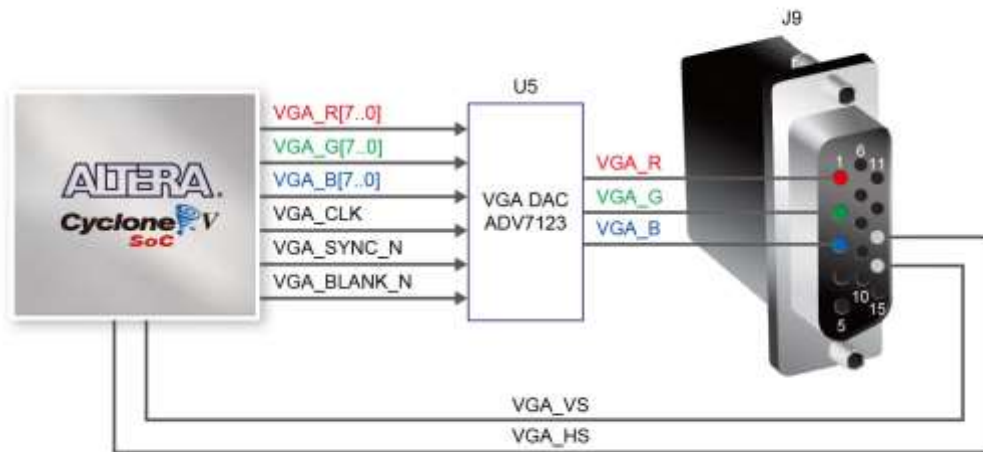 J9
U5
VGA_R[7..0]
VGA_G[7..0]
VGA_B[7..0]
VGA_CLK
VGA_SYNC_N
VGA_BLANK_N
ALTERA.
Cyclone V
SoC
VGA DAC
ADV7123
VGA_R
VGA_G
VGA_B
1
6
11
5
10
15
VGA_VS
VGA_HS